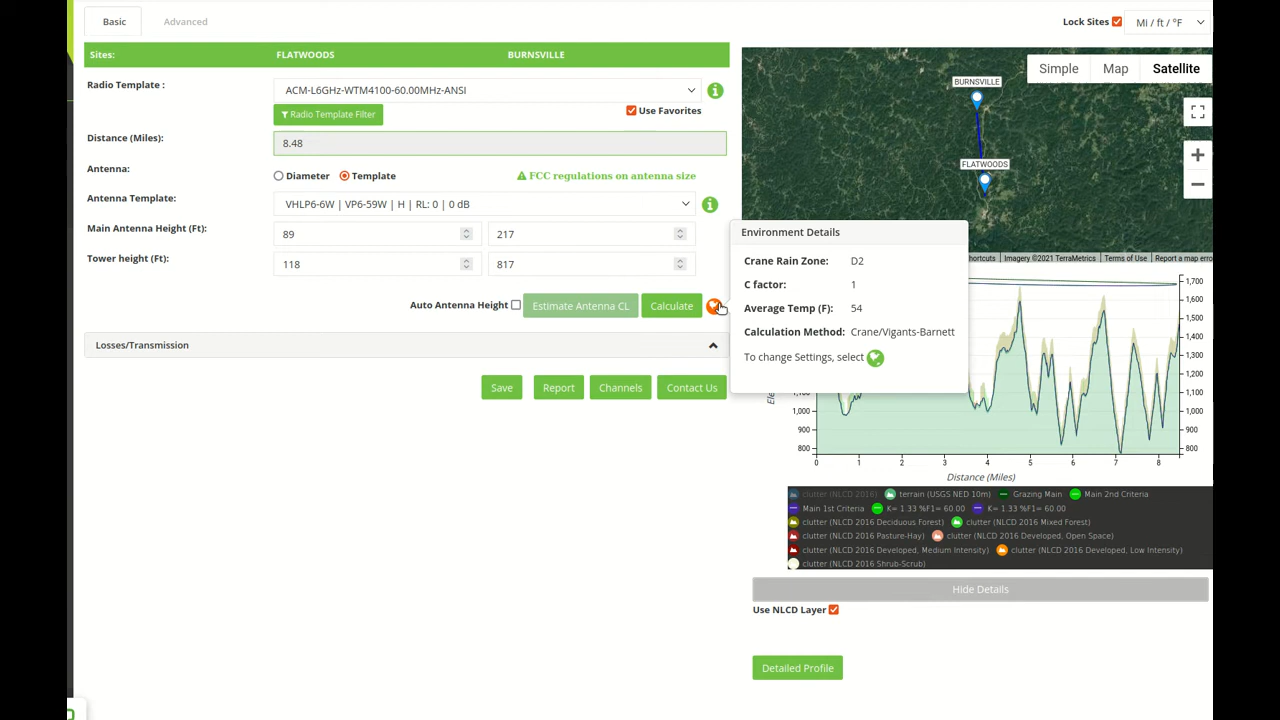 Basic
Advanced
Lock Sites
Mi / ft / °F
Sites:
FLATWOODS
BURNSVILLE
Radio Template :
ACM-L6GHz-WTM4100-60.00MHz-ANSI
Radio Template Filter
Use Favorites
Distance (Miles):
8.48
Antenna:
Diameter
Template
FCC regulations on antenna size
Antenna Template:
VHLP6-6W | VP6-59W | H | RL: 0 | 0 dB
Main Antenna Height (Ft):
89
217
Tower height (Ft):
118
817
Auto Antenna Height
Estimate Antenna CL
Calculate
Losses/Transmission
Save
Report
Channels
Contact Us
Simple
Map
Satellite
BURNSVILLE
FLATWOODS
Environment Details
Crane Rain Zone: D2
C factor: 1
Average Temp (F): 54
Calculation Method: Crane/Vigants-Barnett
To change Settings, select
Imagery ©2021 TerraMetrics
Terms of Use
Report a map erro
1,700
1,600
1,500
1,400
1,300
1,200
1,100
1,000
1,000
900
900
800
800
0 1 2 3 4 5 6 7 8
Distance (Miles)
clutter (NLCD 2016) terrain (USGS NED 10m) Grazing Main Main 2nd Criteria
Main 1st Criteria K= 1.33 %F1= 60.00 K= 1.33 %F1= 60.00
clutter (NLCD 2016 Deciduous Forest) clutter (NLCD 2016 Mixed Forest)
clutter (NLCD 2016 Pasture-Hay) clutter (NLCD 2016 Developed, Open Space)
clutter (NLCD 2016 Developed, Medium Intensity) clutter (NLCD 2016 Developed, Low Intensity)
clutter (NLCD 2016 Shrub-Scrub)
Hide Details
Use NLCD Layer
Detailed Profile